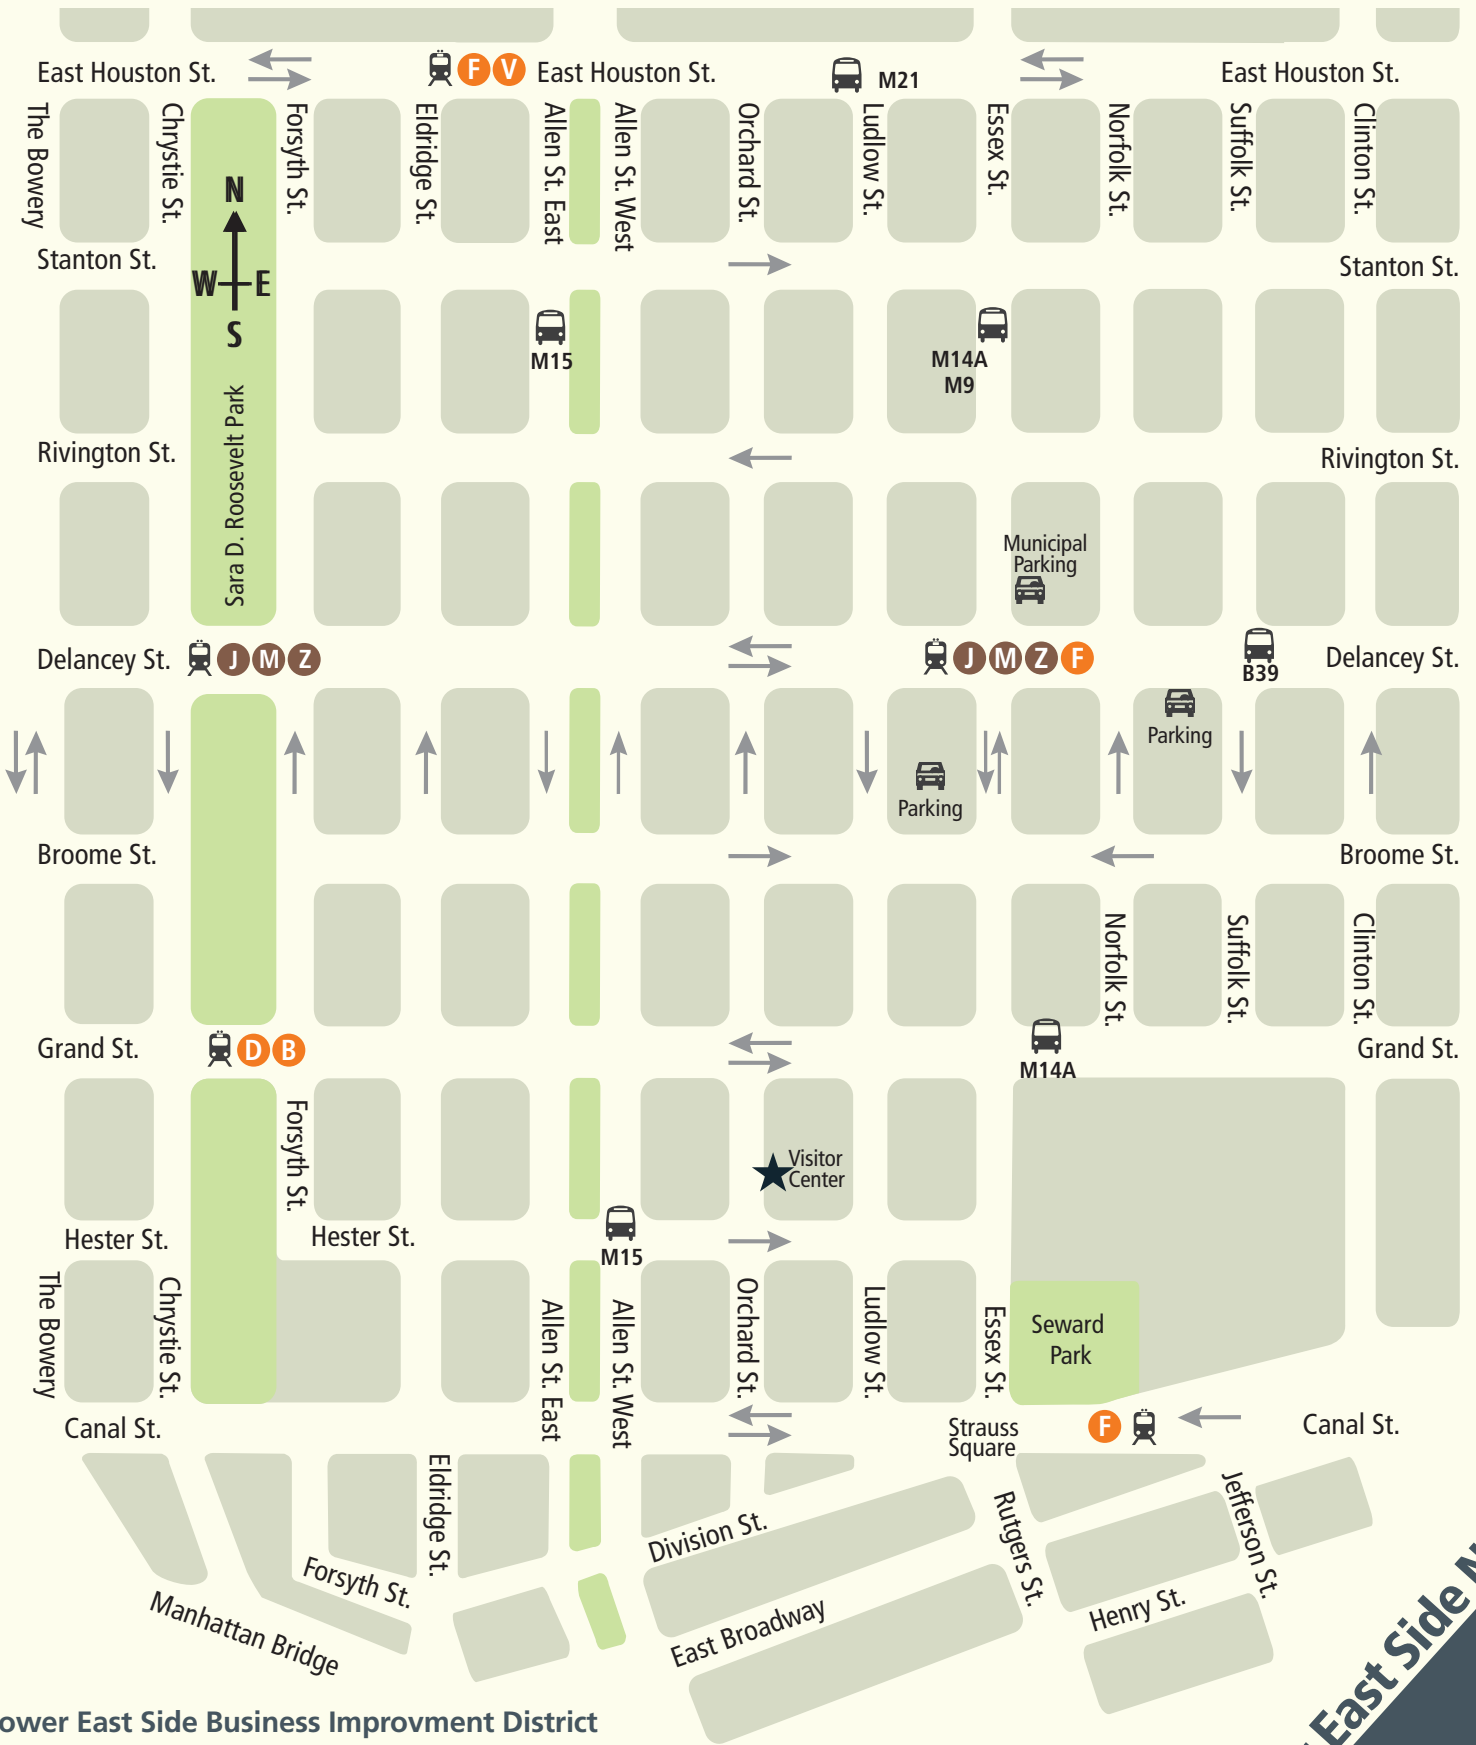 East Houston St.
F V
East Houston St.
M21
East Houston St.
The Bowery
Chrystie St.
Forsyth St.
Eldridge St.
Allen St. East
Allen St. West
Orchard St.
Ludlow St.
Essex St.
Norfolk St.
Suffolk St.
Clinton St.
N
W E
S
Stanton St.
Stanton St.
M15
M14A
M9
Sara D. Roosevelt Park
Rivington St.
Rivington St.
Municipal
Parking
Delancey St.
J M Z
J M Z F
B39
Delancey St.
Parking
Parking
Broome St.
Broome St.
Norfolk St.
Suffolk St.
Clinton St.
Grand St.
D B
M14A
Grand St.
Forsyth St.
Visitor
Center
Hester St.
Hester St.
M15
The Bowery
Chrystie St.
Allen St. East
Allen St. West
Orchard St.
Ludlow St.
Essex St.
Seward
Park
Canal St.
Strauss
Square
F
Canal St.
Eldridge St.
Division St.
Rutgers St.
Jefferson St.
Forsyth St.
Manhattan Bridge
East Broadway
Henry St.
East Side
ower East Side Business Improvment District